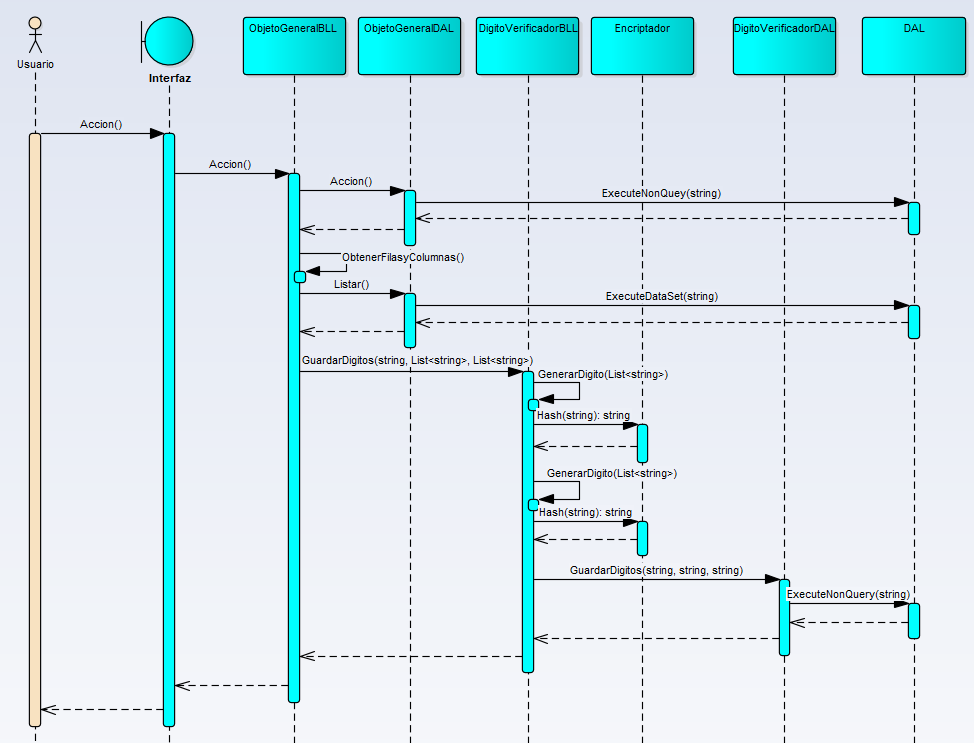 Usuario
Interfaz
ObjetoGeneralBLL
ObjetoGeneralDAL
DigitoVerificadorBLL
Encriptador
DigitoVerificadorDAL
DAL
Accion()
Accion()
Accion()
ExecuteNonQuey(string)
ObtenerFilasyColumnas()
Listar()
ExecuteDataSet(string)
GuardarDigitos(string, List<string>, List<string>)
GenerarDigito(List<string>)
Hash(string): string
GenerarDigito(List<string>)
Hash(string): string
GuardarDigitos(string, string, string)
ExecuteNonQuery(string)